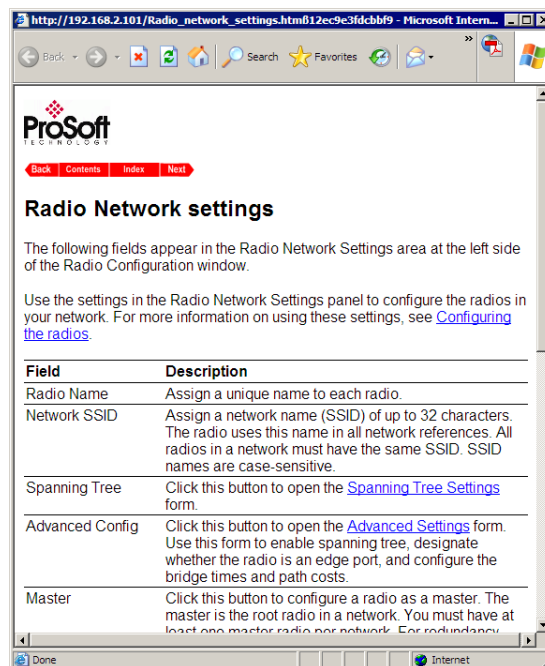 http://192.168.2.101/Radio_network_settings.htmß12ec9e3fdcbbf9 - Microsoft Intern...
Back Search Favorites »
ProSoft
TECHNOLOGY
Back Contents Index Next
Radio Network settings
The following fields appear in the Radio Network Settings area at the left side
of the Radio Configuration window.
Use the settings in the Radio Network Settings panel to configure the radios in
your network. For more information on using these settings, see Configuring
the radios.
Field Description
Radio Name Assign a unique name to each radio.
Network SSID Assign a network name (SSID) of up to 32 characters.
The radio uses this name in all network references. All
radios in a network must have the same SSID. SSID
names are case-sensitive.
Spanning Tree Click this button to open the Spanning Tree Settings
form.
Advanced Config Click this button to open the Advanced Settings form.
Use this form to enable spanning tree, designate
whether the radio is an edge port, and configure the
bridge times and path costs.
Master Click this button to configure a radio as a master. The
master is the root radio in a network. You must have at
least one master radio per network. For redundancy
Done Internet